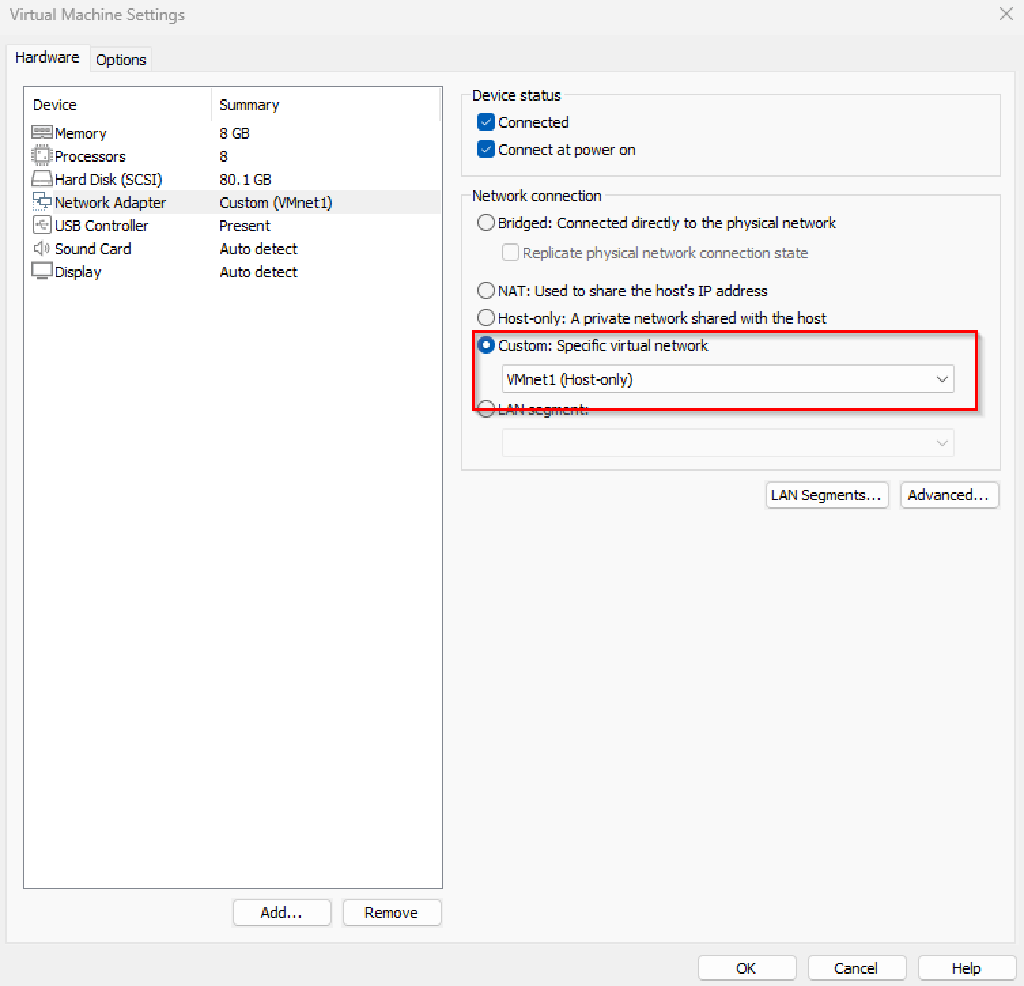 Virtual Machine Settings
Hardware Options
Device Summary
Memory 8 GB
Processors 8
Hard Disk (SCSI) 80.1 GB
Network Adapter Custom (VMnet1)
USB Controller Present
Sound Card Auto detect
Display Auto detect
Add... Remove
Device status
Connected
Connect at power on
Network connection
Bridged: Connected directly to the physical network
Replicate physical network connection state
NAT: Used to share the host's IP address
Host-only: A private network shared with the host
Custom: Specific virtual network
VMnet1 (Host-only)
LAN segment:
LAN Segments... Advanced...
OK Cancel Help